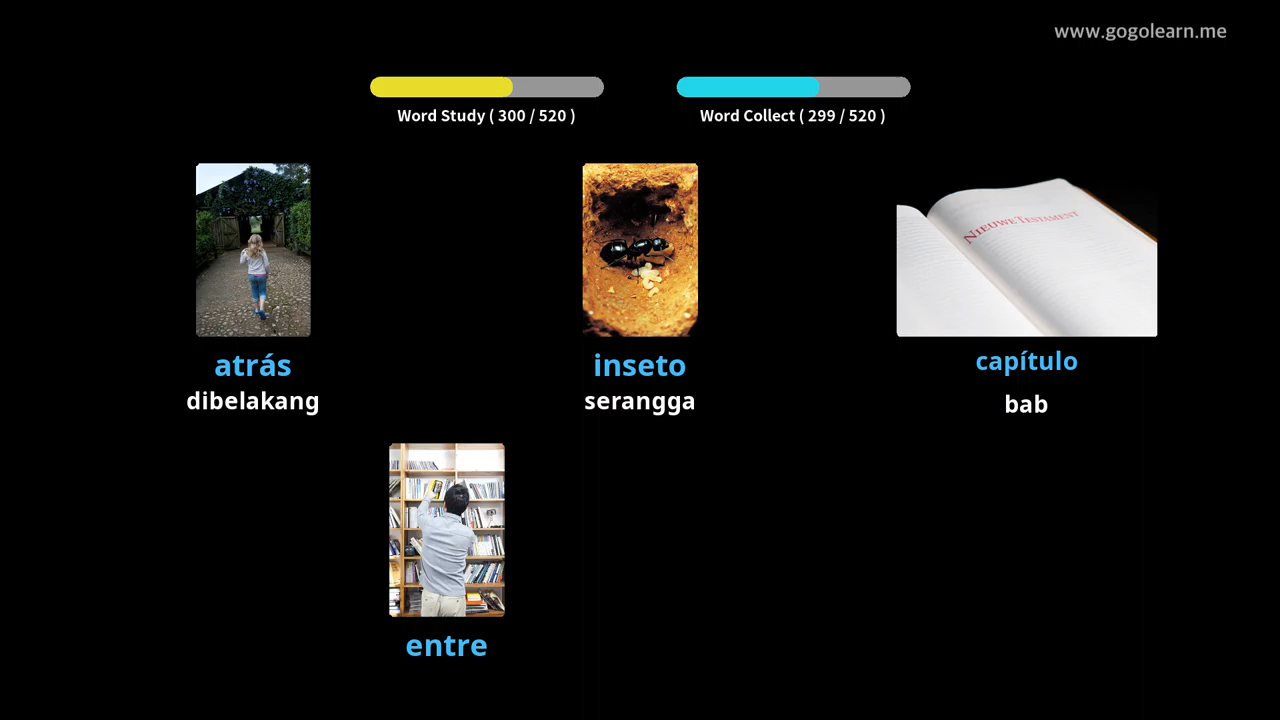 www.gogolearn.me
Word Study ( 300 / 520 )
Word Collect ( 299 / 520 )
NIEUWE TESTAMENT
atrás
dibelakang
inseto
serangga
capítulo
bab
entre